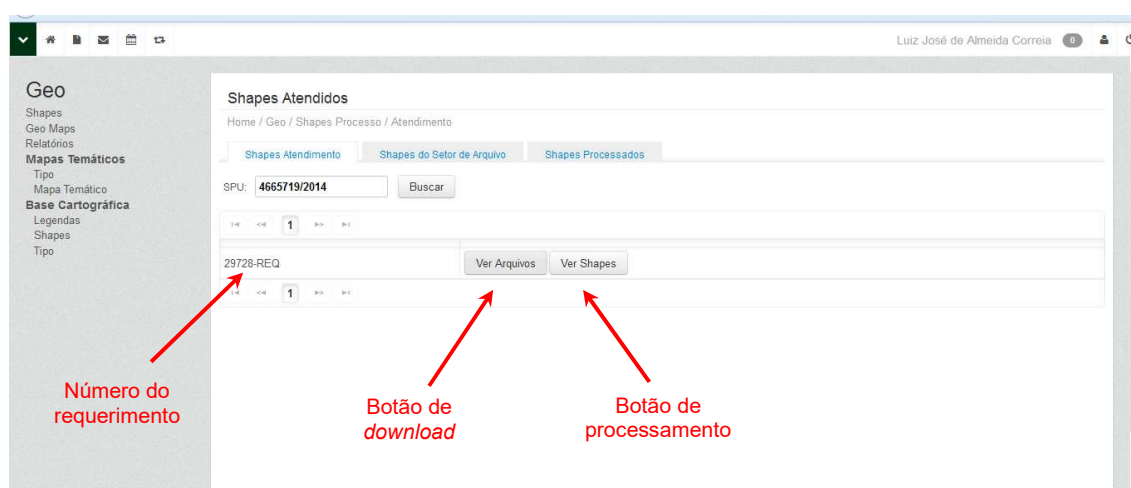 Luiz José de Almeida Correia 0
Geo
Shapes
Geo Maps
Relatórios
Mapas Temáticos
Tipo
Mapa Temático
Base Cartográfica
Legendas
Shapes
Tipo
Shapes Atendidos
Home / Geo / Shapes Processo / Atendimento
Shapes Atendimento Shapes do Setor de Arquivo Shapes Processados
SPU: 4665719/2014 Buscar
1
29728-REQ Ver Arquivos Ver Shapes
1
Número do
requerimento
Botão de
download
Botão de
processamento